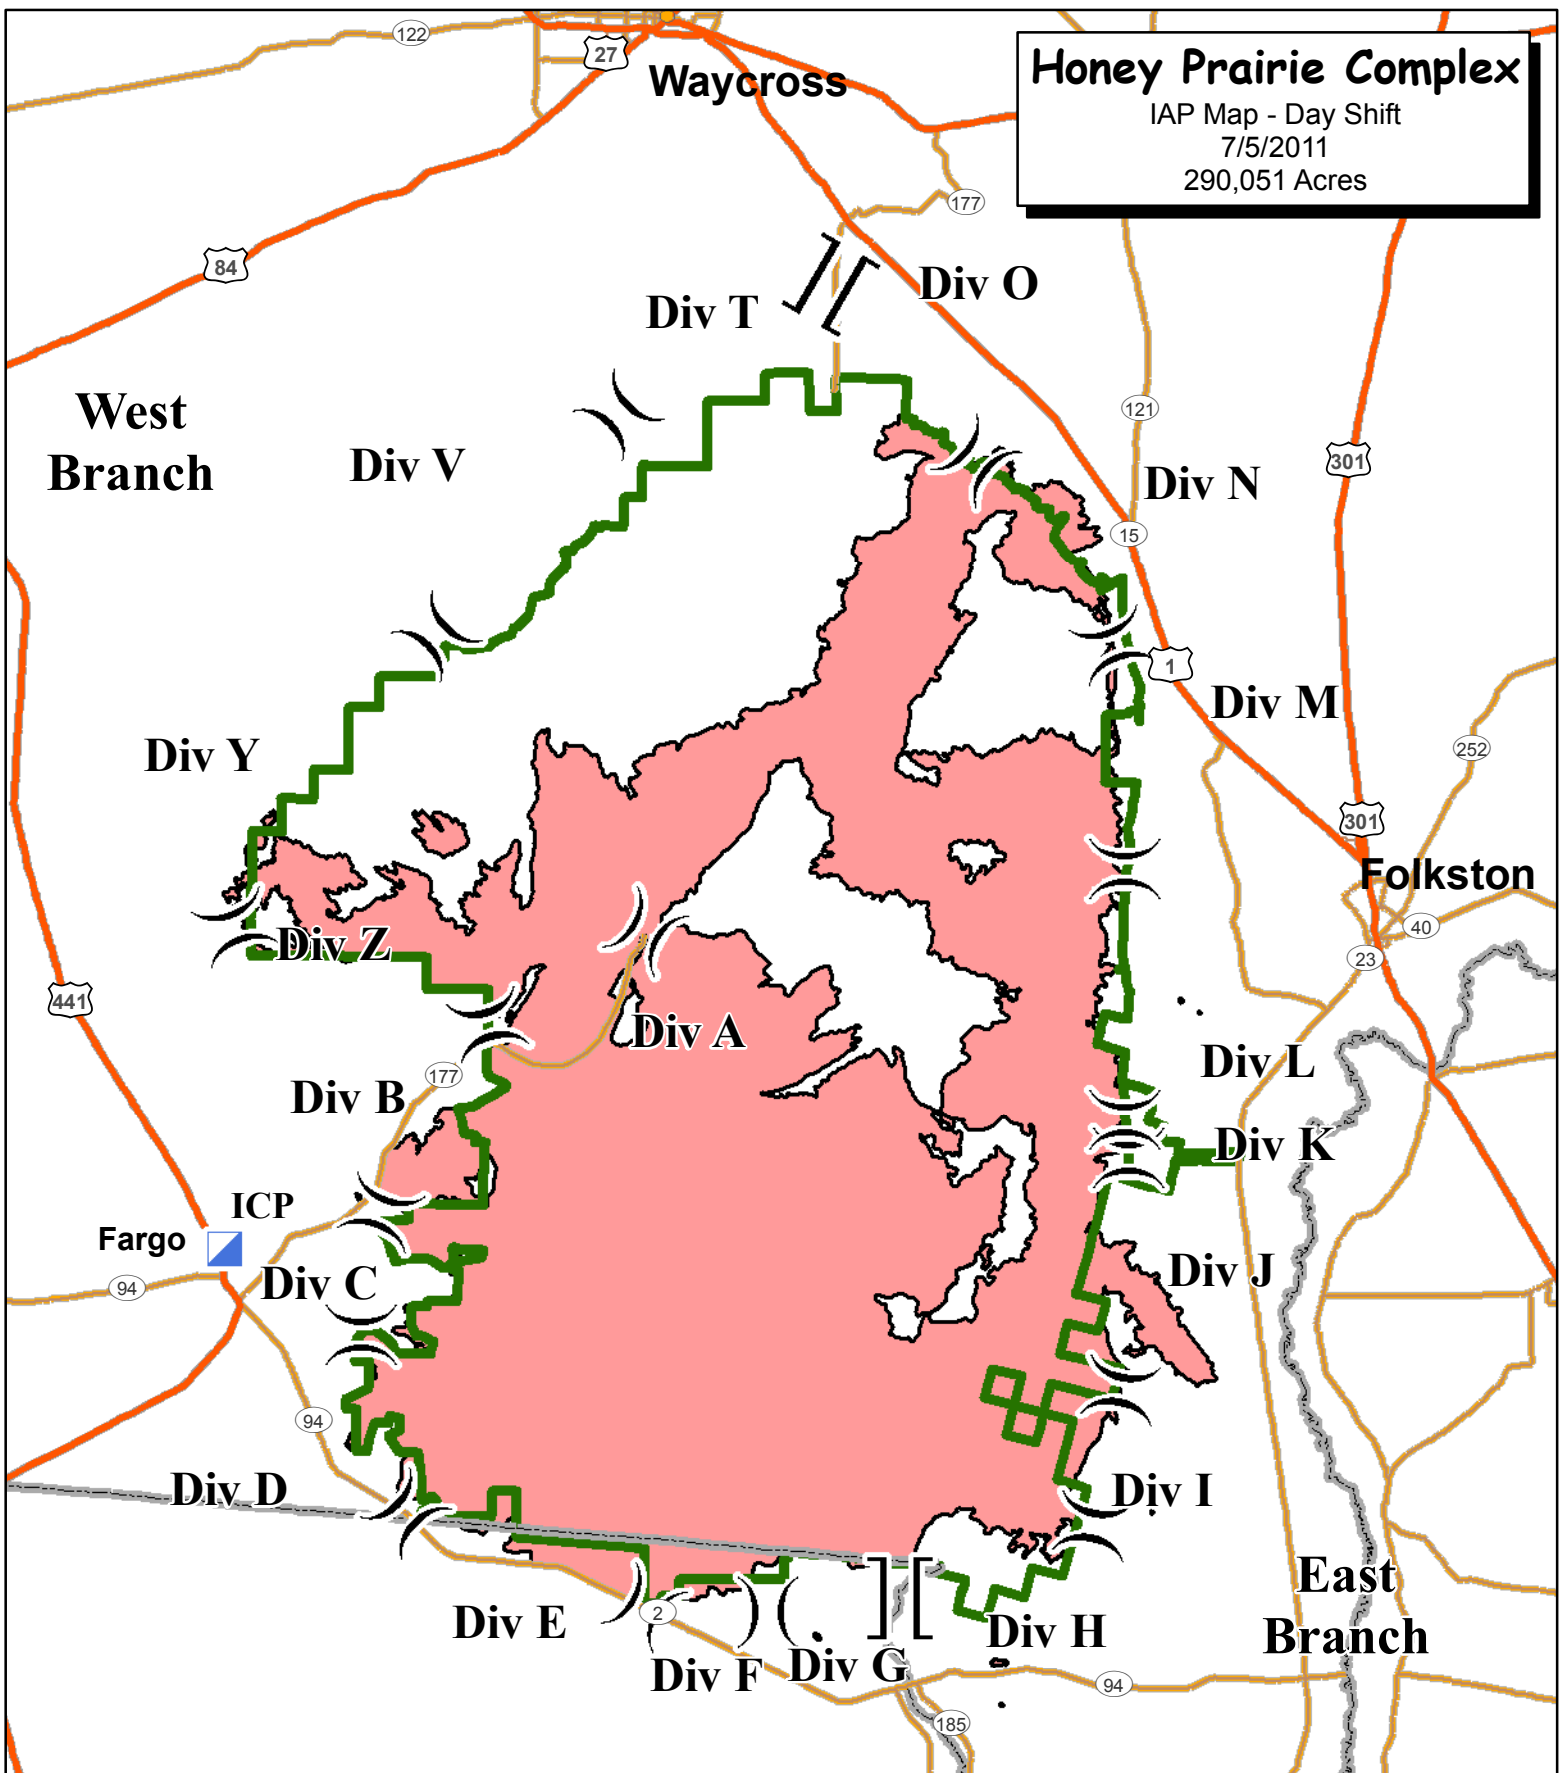 122
27
Waycross
Honey Prairie Complex
IAP Map - Day Shift
7/5/2011
290,051 Acres
177
84
Div O
Div T
West
Branch
121
Div V
301
Div N
15
1
Div M
252
Div Y
301
Folkston
40
Div Z
23
441
Div A
Div L
177
Div B
Div K
ICP
Fargo
Div C
Div J
94
94
Div D
Div I
East
Branch
Div E
2
Div H
Div F
Div G
94
185